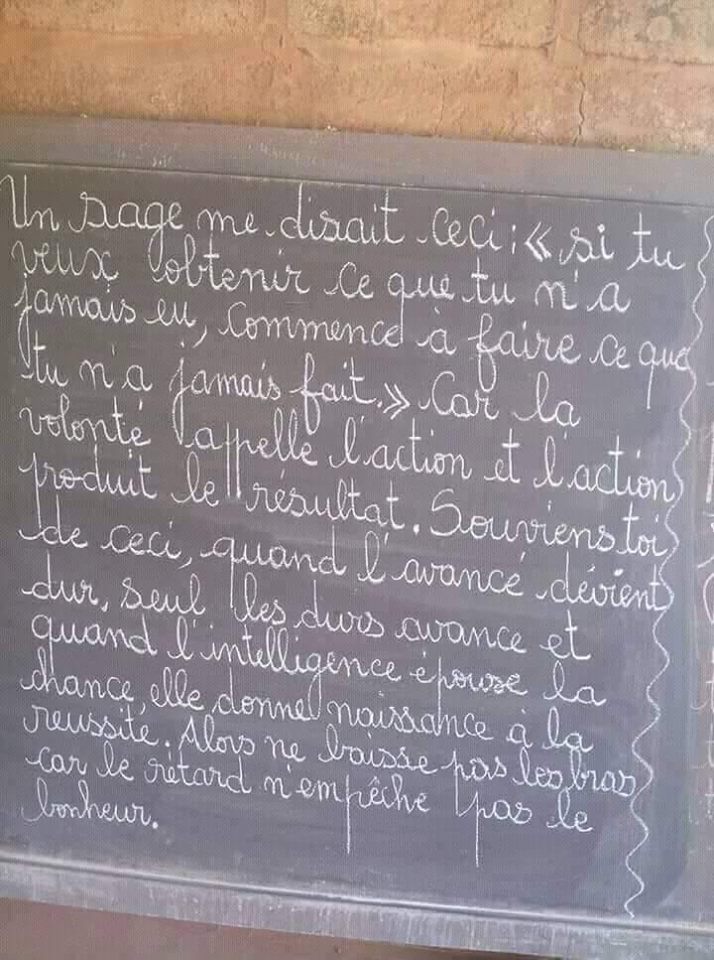 Un sage me disait ceci : « si tu
veux obtenir ce que tu n'a
jamais eu, commence à faire ce que
tu n'a jamais fait.» Car la
volonté appelle l'action et l'action
produit le résultat. Souviens toi
de ceci, quand l'avancé dévient
dur, seul les durs avance et
quand l'intelligence épouse la
chance, elle donne naissance à la
reussite. Alors ne baisse pas les bras
car le rétard n'empêche pas le
bonheur.